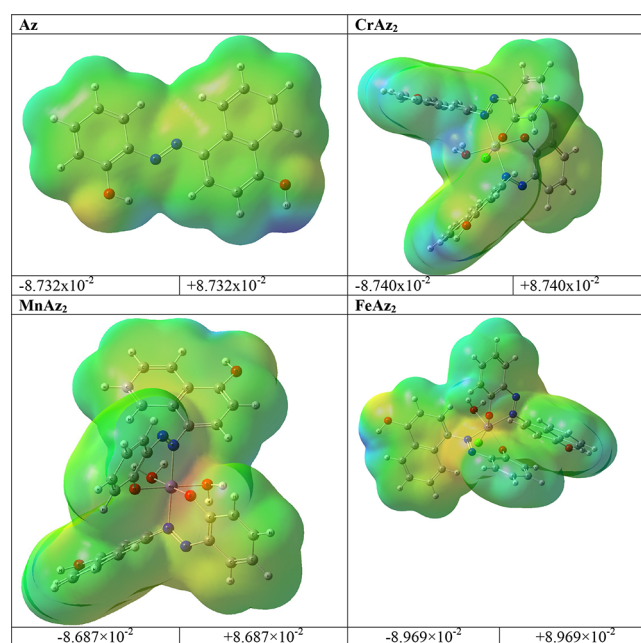 Az
CrAz₂
-8.732x10⁻²
+8.732x10⁻²
-8.740x10⁻²
+8.740x10⁻²
MnAz₂
FeAz₂
-8.687×10⁻²
+8.687×10⁻²
-8.969×10⁻²
+8.969×10⁻²